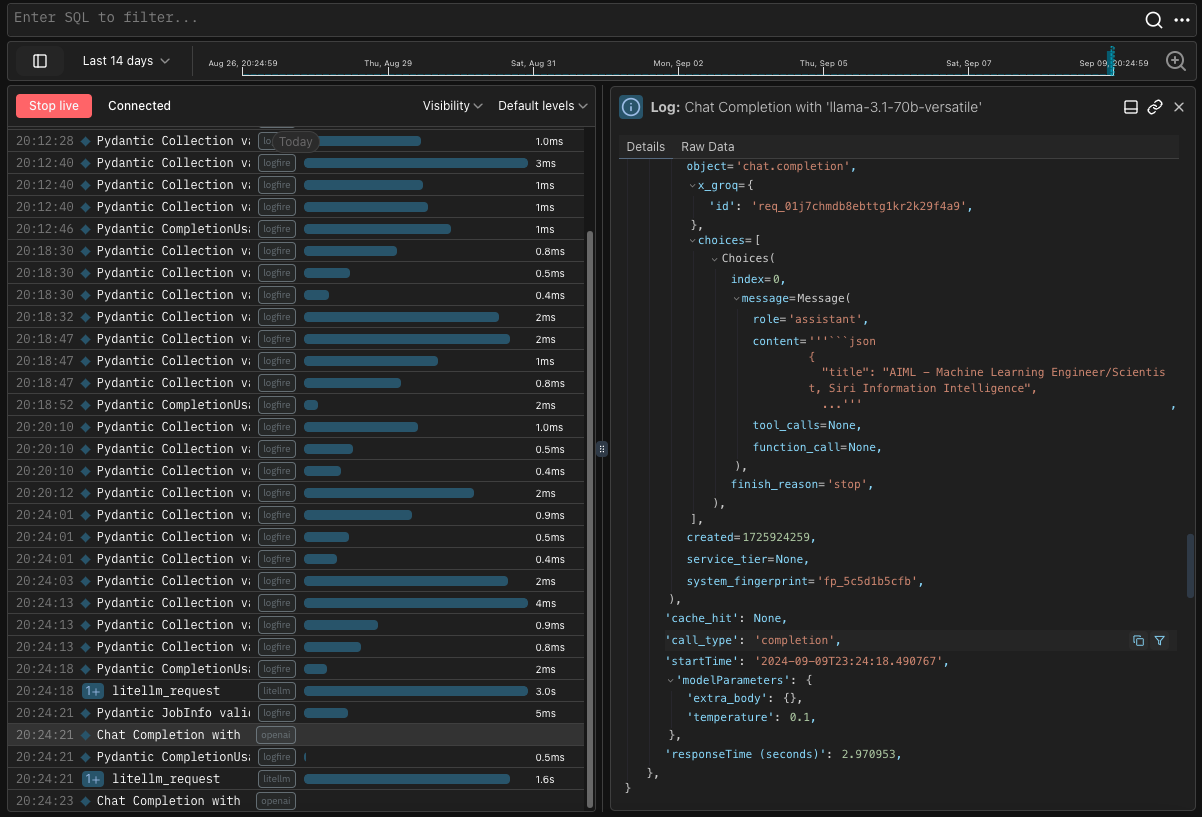 Enter SQL to filter...
Last 14 days
Aug 26, 20:24:59 Thu, Aug 29 Sat, Aug 31 Mon, Sep 02 Thu, Sep 05 Sat, Sep 07 Sep 09, 20:24:59
Stop live Connected Visibility Default levels
Today
20:12:28 Pydantic Collection va 1.0ms
20:12:40 Pydantic Collection va logfire 3ms
20:12:40 Pydantic Collection va logfire 1ms
20:12:40 Pydantic Collection va logfire 1ms
20:12:46 Pydantic CompletionUsa logfire 1ms
20:18:30 Pydantic Collection va logfire 0.8ms
20:18:30 Pydantic Collection va logfire 0.5ms
20:18:30 Pydantic Collection va logfire 0.4ms
20:18:32 Pydantic Collection va logfire 2ms
20:18:47 Pydantic Collection va logfire 2ms
20:18:47 Pydantic Collection va logfire 1ms
20:18:47 Pydantic Collection va logfire 0.8ms
20:18:52 Pydantic CompletionUsa logfire 2ms
20:20:10 Pydantic Collection va logfire 1.0ms
20:20:10 Pydantic Collection va logfire 0.5ms
20:20:10 Pydantic Collection va logfire 0.4ms
20:20:12 Pydantic Collection va logfire 2ms
20:24:01 Pydantic Collection va logfire 0.9ms
20:24:01 Pydantic Collection va logfire 0.5ms
20:24:01 Pydantic Collection va logfire 0.4ms
20:24:03 Pydantic Collection va logfire 2ms
20:24:13 Pydantic Collection va logfire 4ms
20:24:13 Pydantic Collection va logfire 0.9ms
20:24:13 Pydantic Collection va logfire 0.8ms
20:24:18 Pydantic CompletionUsa logfire 2ms
20:24:18 1+ litellm_request litellm 3.0s
20:24:21 Pydantic JobInfo valid logfire 5ms
20:24:21 Chat Completion with openai
20:24:21 Pydantic CompletionUsa logfire 0.5ms
20:24:21 1+ litellm_request litellm 1.6s
20:24:23 Chat Completion with openai
Log: Chat Completion with 'llama-3.1-70b-versatile'
Details Raw Data
object='chat.completion',
x_groq={
'id': 'req_01j7chmdb8ebttg1kr2k29f4a9',
},
choices=[
Choices(
index=0,
message=Message(
role='assistant',
content='''```json
{
"title": "AIML - Machine Learning Engineer/Scientis
t, Siri Information Intelligence",
...''' ,
tool_calls=None,
function_call=None,
),
finish_reason='stop',
),
],
created=1725924259,
service_tier=None,
system_fingerprint='fp_5c5d1b5cfb',
),
'cache_hit': None,
'call_type': 'completion',
'startTime': '2024-09-09T23:24:18.490767',
'modelParameters': {
'extra_body': {},
'temperature': 0.1,
},
'responseTime (seconds)': 2.970953,
},
}